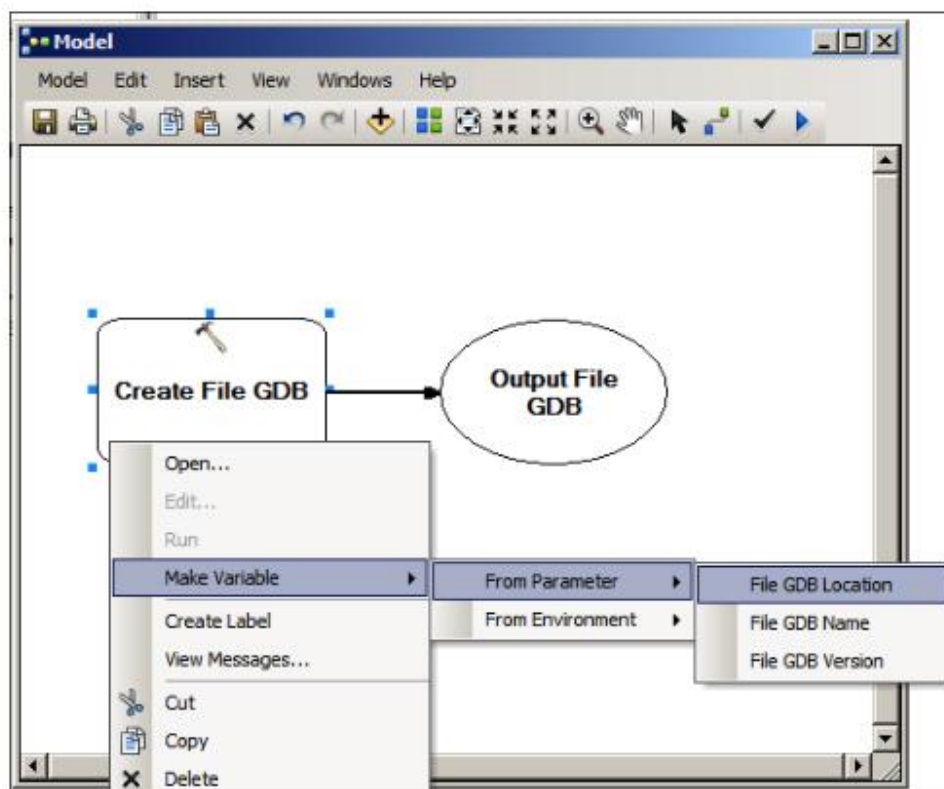 Model
Model Edit Insert View Windows Help
Create File GDB
Output File
GDB
Open...
Edit...
Run
Make Variable
From Parameter
File GDB Location
Create Label
From Environment
File GDB Name
View Messages...
File GDB Version
Cut
Copy
Delete